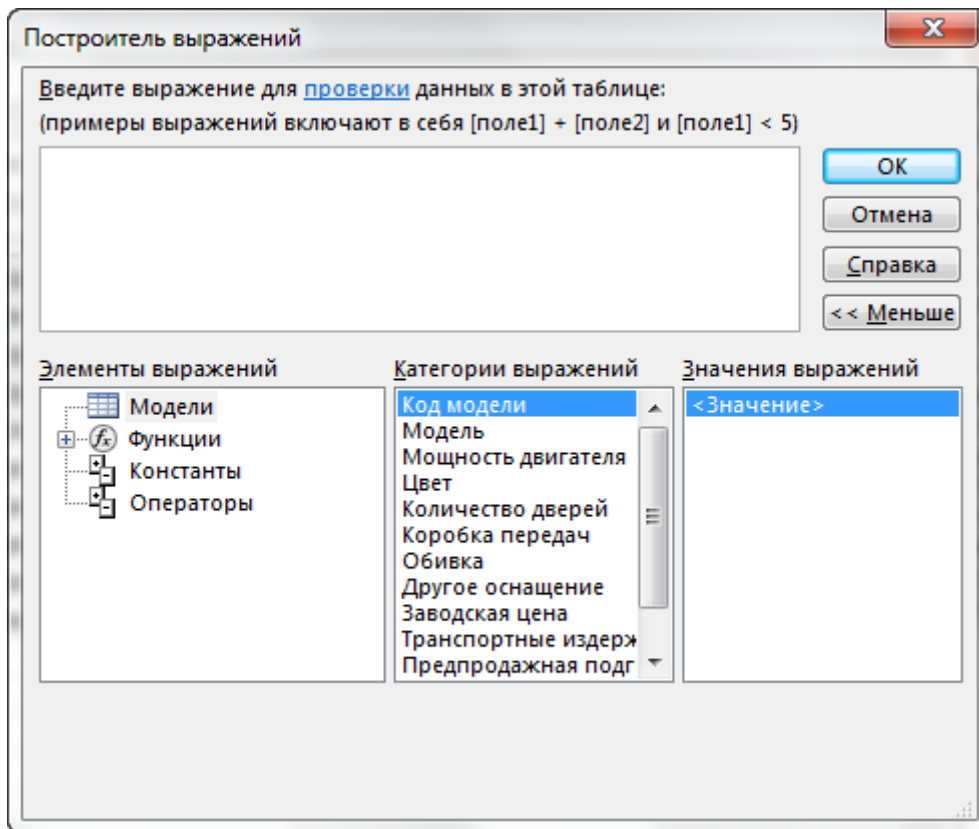 Построитель выражений
Введите выражение для проверки данных в этой таблице:
(примеры выражений включают в себя [поле1] + [поле2] и [поле1] < 5)
ОК
Отмена
Справка
<< Меньше
Элементы выражений
Модели
Функции
Константы
Операторы
Категории выражений
Код модели
Модель
Мощность двигателя
Цвет
Количество дверей
Коробка передач
Обивка
Другое оснащение
Заводская цена
Транспортные издерж
Предпродажная подг
Значения выражений
<Значение>